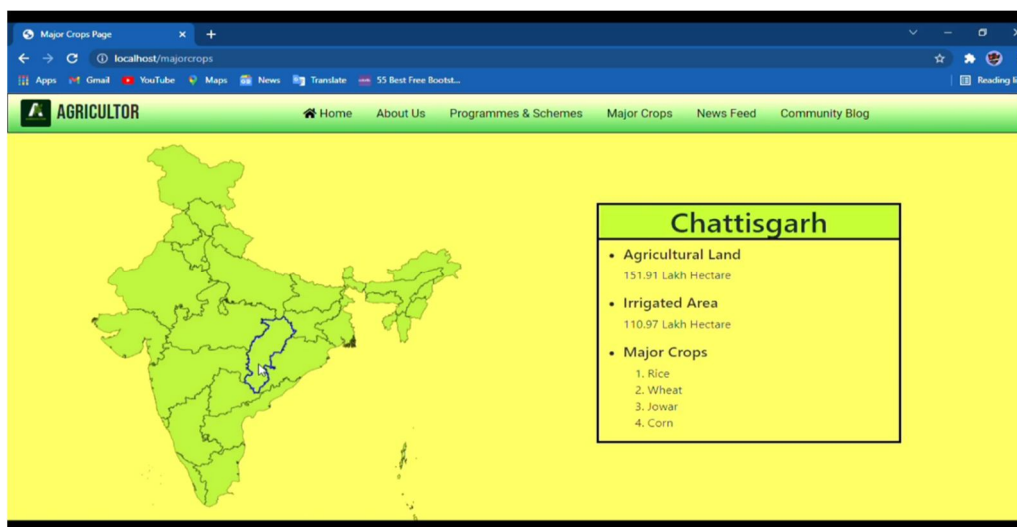 Major Crops Page
localhost/majorcrops
Apps Gmail YouTube Maps News Translate 55 Best Free Bootst...
Reading li
AGRICULTOR Home About Us Programmes & Schemes Major Crops News Feed Community Blog
Chattisgarh
• Agricultural Land
151.91 Lakh Hectare
• Irrigated Area
110.97 Lakh Hectare
• Major Crops
1. Rice
2. Wheat
3. Jowar
4. Corn